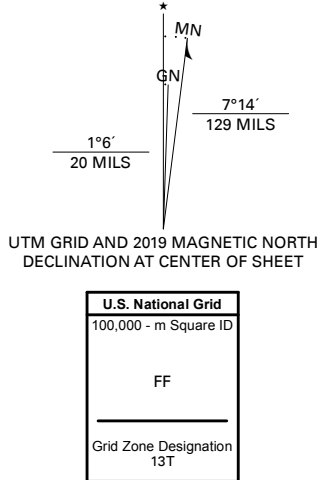 MN
GN
7°14´
129 MILS
1°6´
20 MILS
UTM GRID AND 2019 MAGNETIC NORTH
DECLINATION AT CENTER OF SHEET
U.S. National Grid
100,000 - m Square ID
FF
Grid Zone Designation
13T